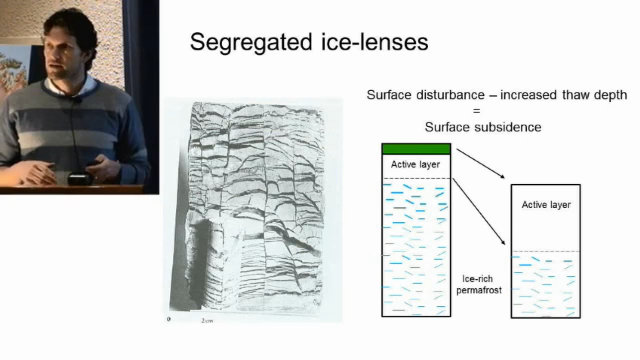 Segregated ice-lenses
Surface disturbance – increased thaw depth
=
Surface subsidence
Active layer
Active layer
Ice-rich
permafrost
2 cm